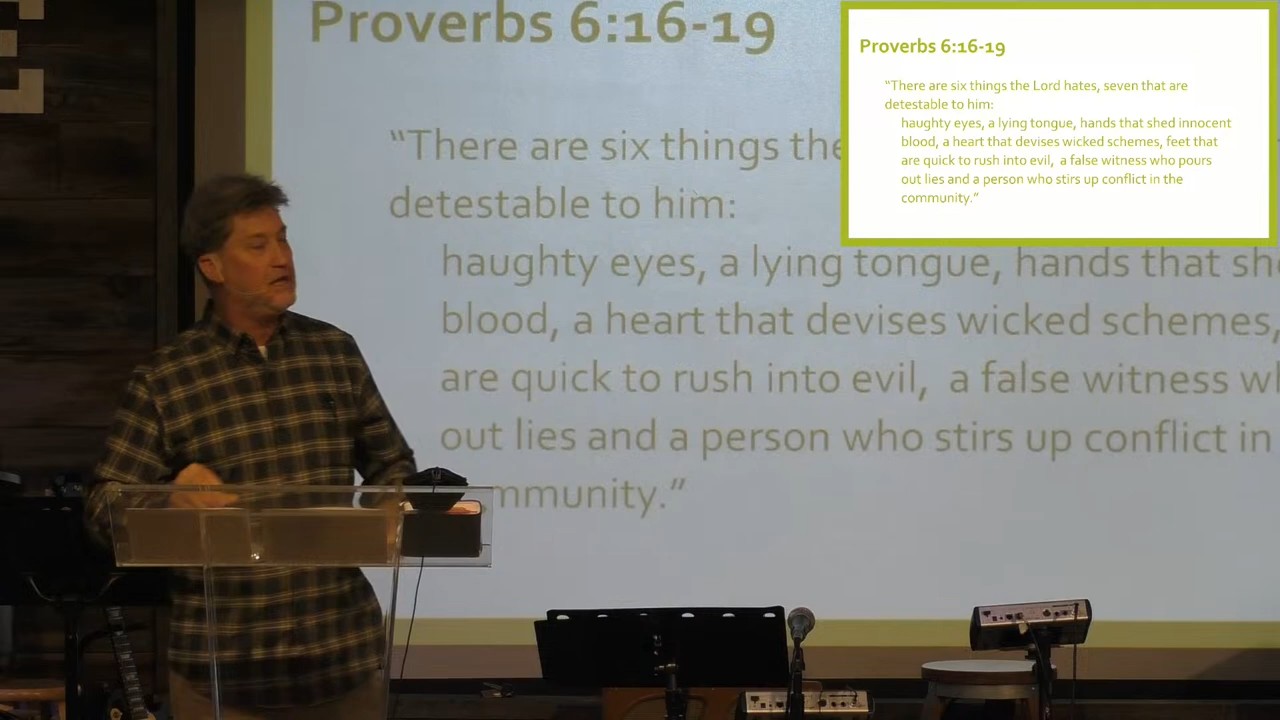 Proverbs 6:16-19
“There are six things the
detestable to him:
haughty eyes, a lying tongue, hands that sh
blood, a heart that devises wicked schemes,
are quick to rush into evil,  a false witness wh
out lies and a person who stirs up conflict in
mmunity.”
Proverbs 6:16-19
“There are six things the Lord hates, seven that are
detestable to him:
haughty eyes, a lying tongue, hands that shed innocent
blood, a heart that devises wicked schemes, feet that
are quick to rush into evil,  a false witness who pours
out lies and a person who stirs up conflict in the
community.”